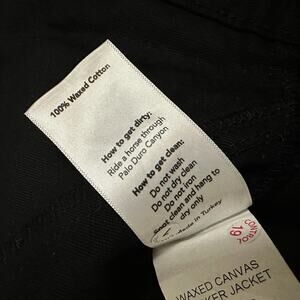 100% Waxed Cotton
How to get dirty:
Ride a horse through
Palo Duro Canyon
How to get clean:
Do not wash
Do not dry clean
Do not iron
Spot clean and hang to
dry only
Made in Turkey
WAXED CANVAS
JACKET